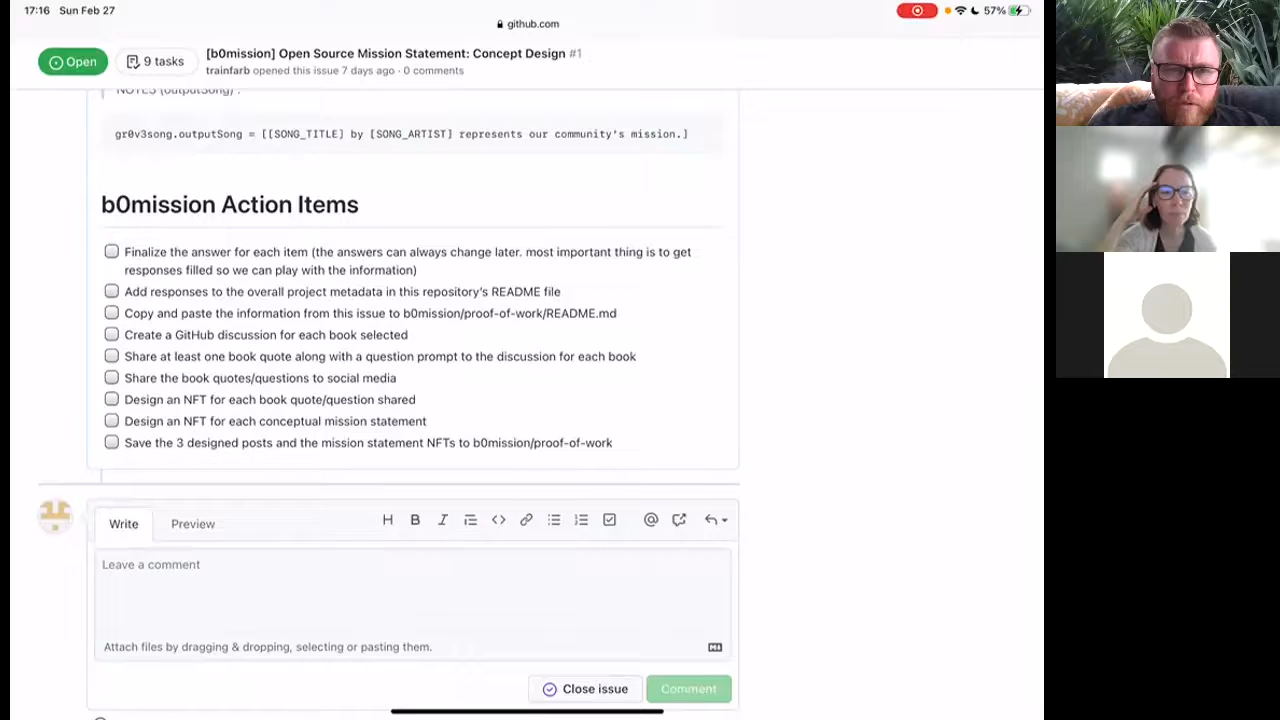 17:16 Sun Feb 27
57%
github.com
Open
9 tasks
[b0mission] Open Source Mission Statement: Concept Design #1
trainfarb opened this issue 7 days ago · 0 comments
NOTES (outputSong) :
gr0v3song.outputSong = [[SONG_TITLE] by [SONG_ARTIST] represents our community's mission.]
b0mission Action Items
Finalize the answer for each item (the answers can always change later. most important thing is to get
responses filled so we can play with the information)
Add responses to the overall project metadata in this repository's README file
Copy and paste the information from this issue to b0mission/proof-of-work/README.md
Create a GitHub discussion for each book selected
Share at least one book quote along with a question prompt to the discussion for each book
Share the book quotes/questions to social media
Design an NFT for each book quote/question shared
Design an NFT for each conceptual mission statement
Save the 3 designed posts and the mission statement NFTs to b0mission/proof-of-work
Write Preview
Leave a comment
Attach files by dragging & dropping, selecting or pasting them.
Close issue
Comment